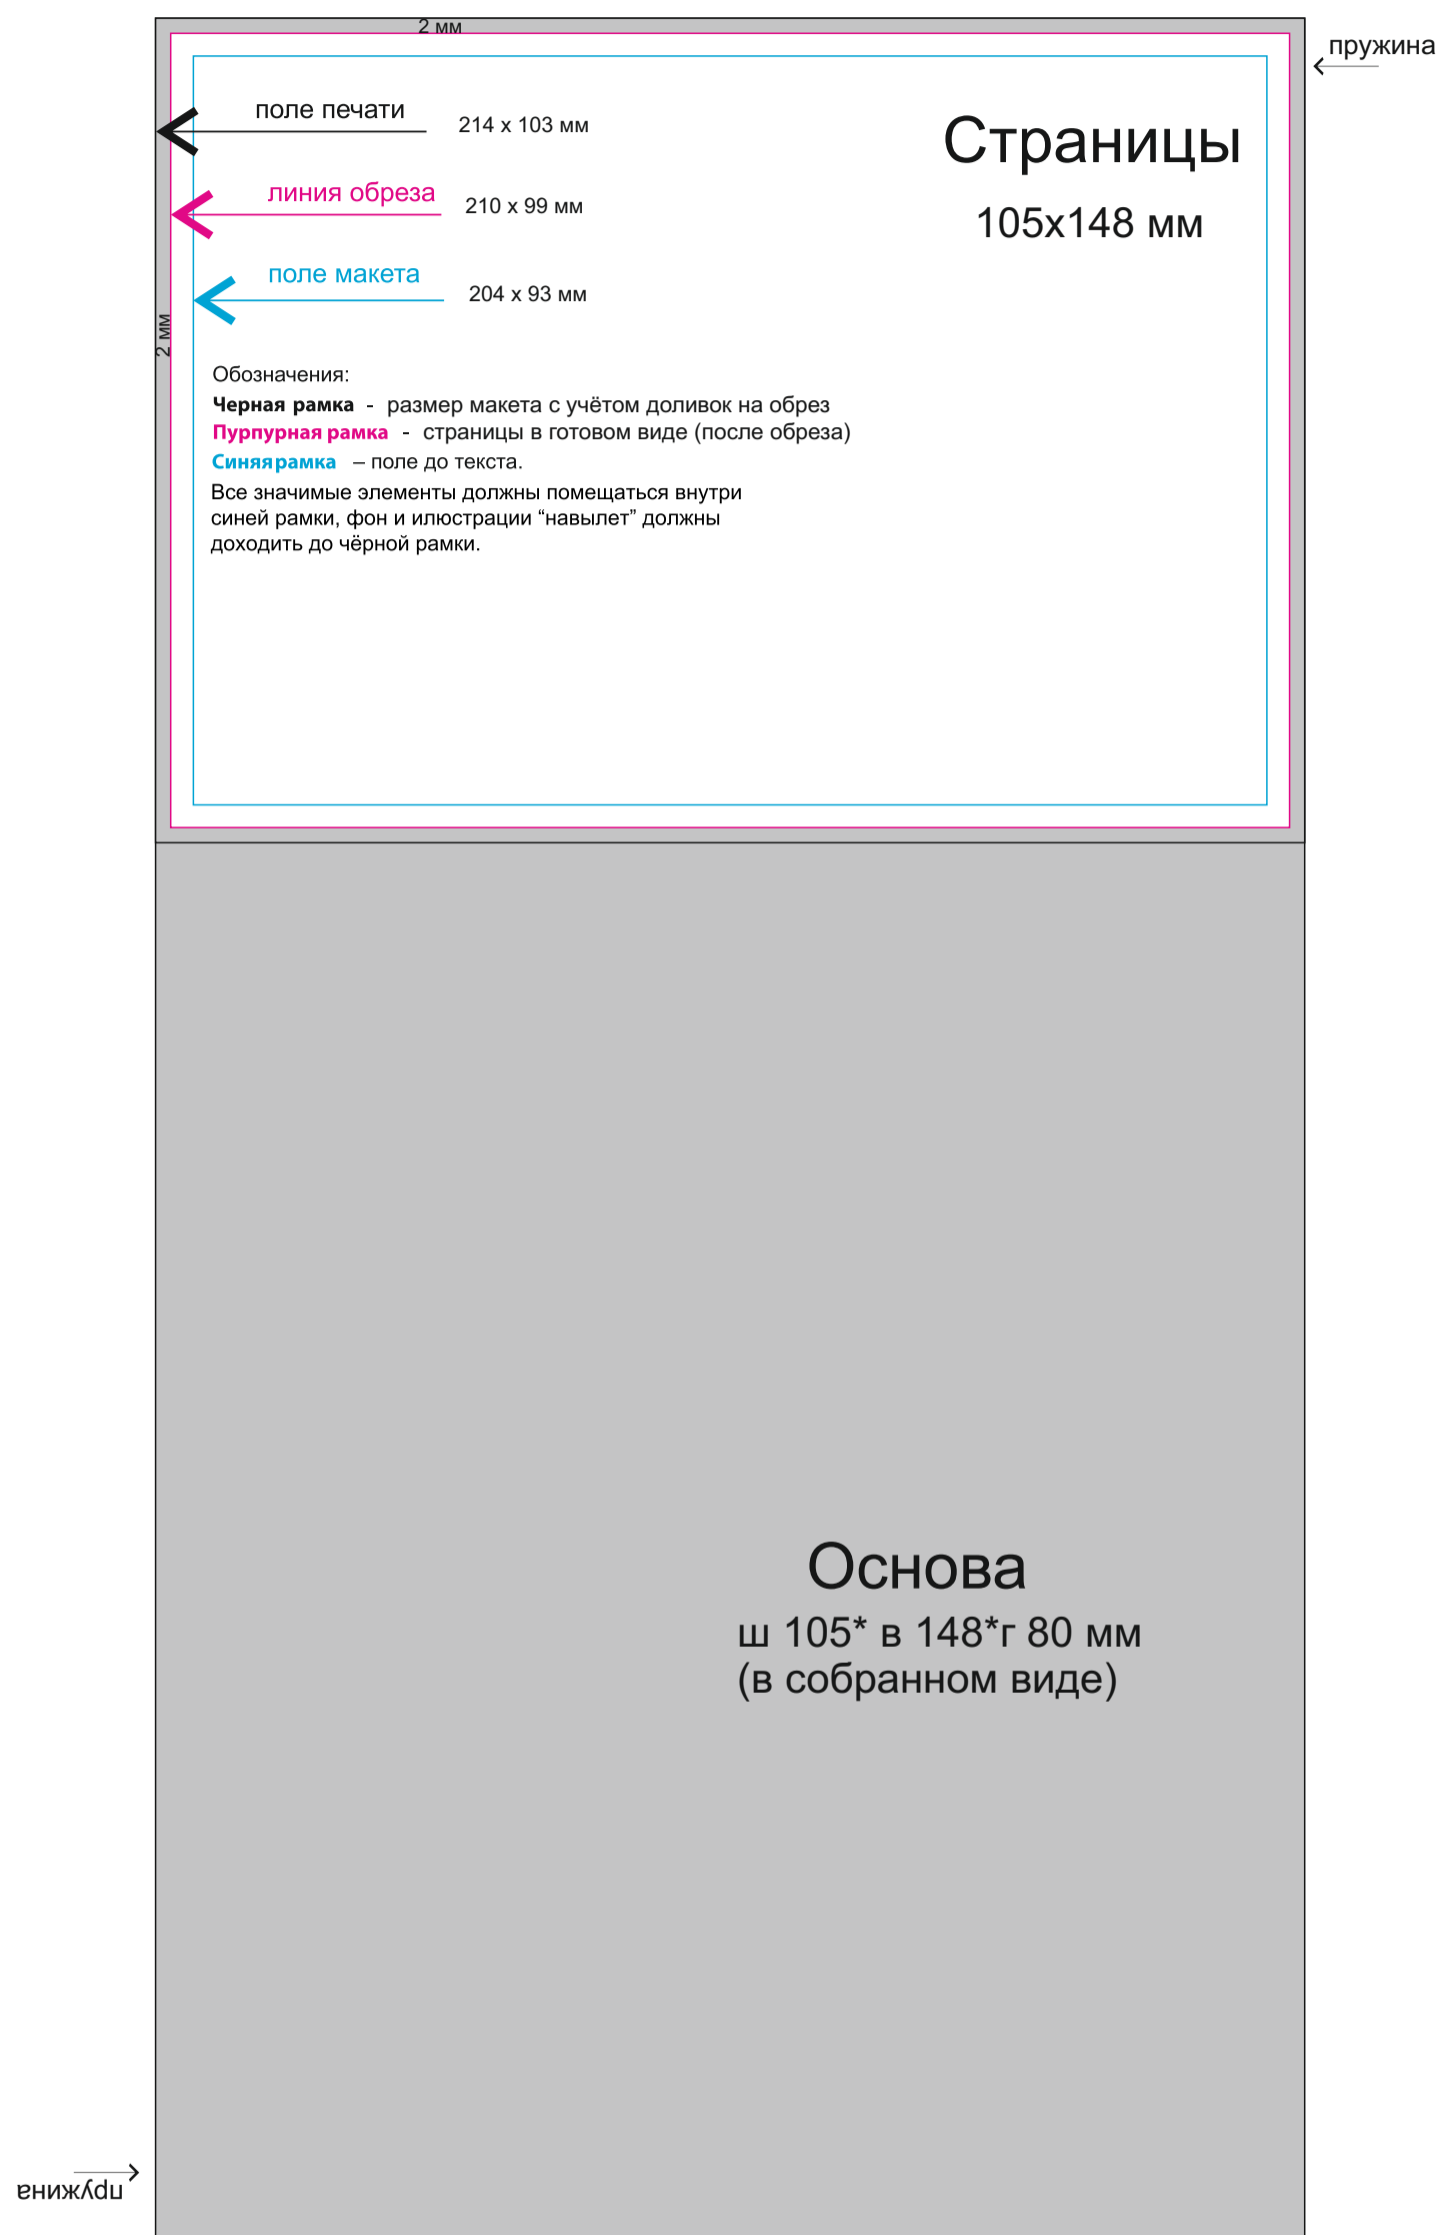 2 мм
пружина
поле печати 214 x 103 мм
Страницы
линия обреза 210 x 99 мм
105x148 мм
поле макета 204 x 93 мм
2 мм
Обозначения:
Черная рамка - размер макета с учётом доливок на обрез
Пурпурная рамка - страницы в готовом виде (после обреза)
Синяя рамка – поле до текста.
Все значимые элементы должны помещаться внутри
синей рамки, фон и илюстрации “навылет” должны
доходить до чёрной рамки.
Основа
ш 105* в 148*г 80 мм
(в собранном виде)
пружина